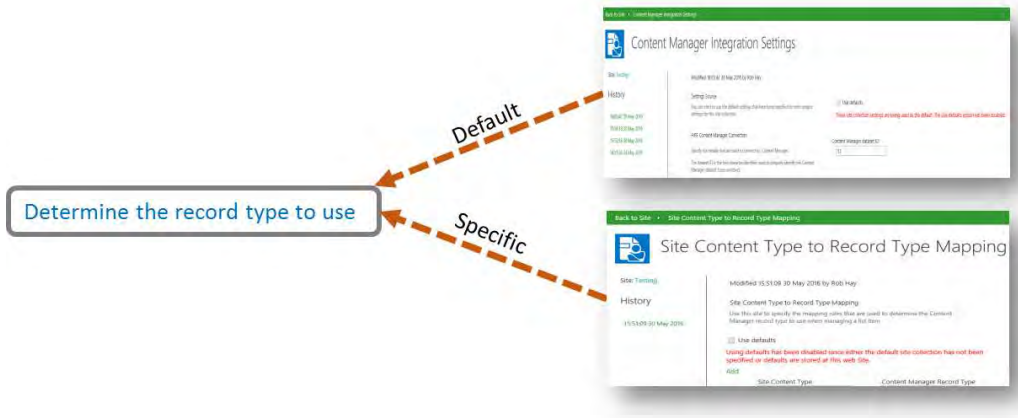 Back to Site • Content Manager Integration Settings
Content Manager Integration Settings
Site: Testing
History
Settings Source
Use defaults
HPE Content Manager Connection
Content Manager dataset ID
Default
Determine the record type to use
Specific
Back to Site • Site Content Type to Record Type Mapping
Site Content Type to Record Type Mapping
Site: Testing
Modified 15:51:09 30 May 2016 by Rob Hay
History
Site Content Type to Record Type Mapping
Use this site to specify the mapping rules that are used to determine the Content
Manager record type to use when managing a list item.
15:51:09 30 May 2016
Use defaults
Using defaults has been disabled since either the default site collection has not been
specified or defaults are stored at this web Site.
Add
Site Content Type
Content Manager Record Type